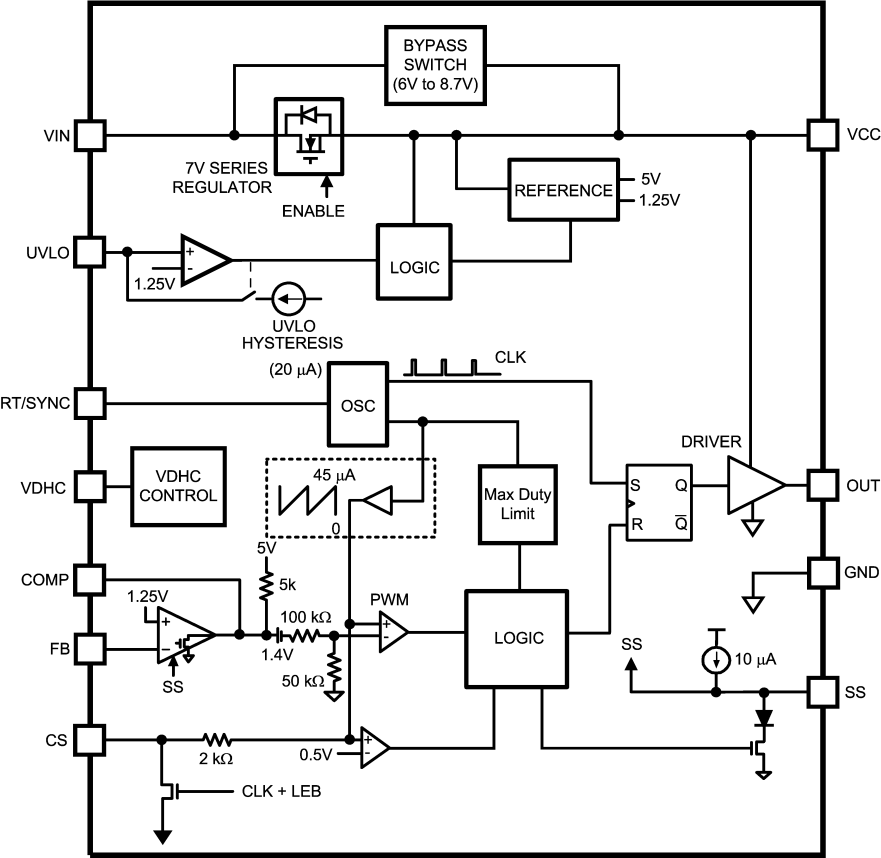 BYPASS
SWITCH
(6V to 8.7V)
VIN
VCC
7V SERIES
REGULATOR
ENABLE
REFERENCE
5V
1.25V
UVLO
+
-
1.25V
LOGIC
UVLO
HYSTERESIS
(20 μA)
CLK
RT/SYNC
OSC
DRIVER
VDHC
VDHC
CONTROL
45 μA
0
Max Duty
Limit
S
Q
R
Q̅
OUT
5V
5k
COMP
1.25V
+
-
FB
SS
100 kΩ
1.4V
50 kΩ
PWM
+
-
LOGIC
GND
SS
10 μA
SS
CS
2 kΩ
0.5V
+
-
CLK + LEB